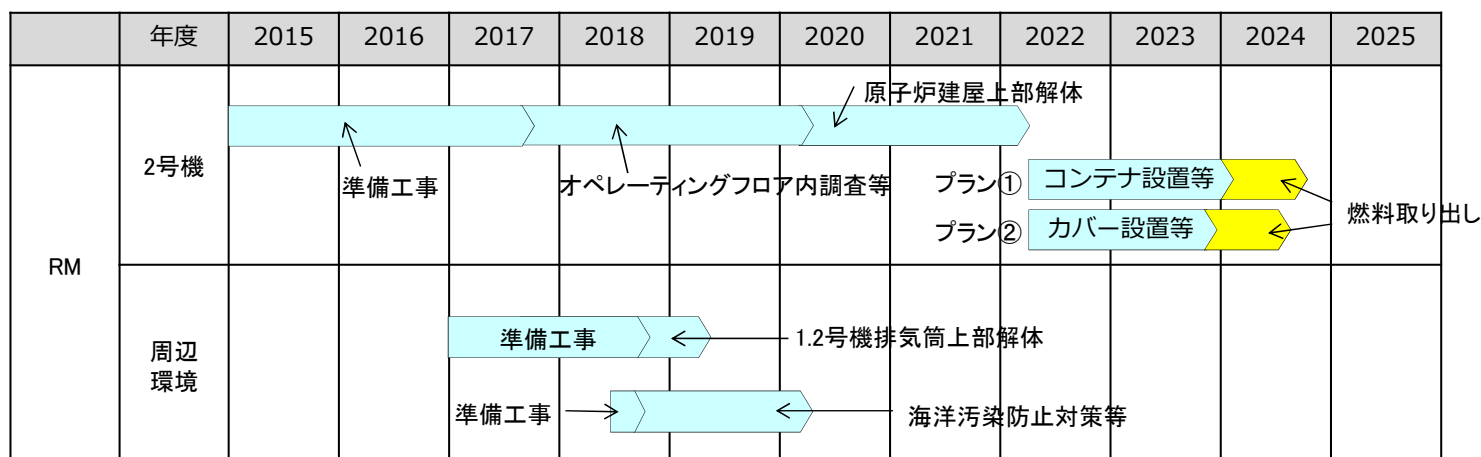 年度 2015 2016 2017 2018 2019 2020 2021 2022 2023 2024 2025
RM
2号機
原子炉建屋上部解体
準備工事
オペレーティングフロア内調査等
プラン① コンテナ設置等
プラン② カバー設置等
燃料取り出し
周辺
環境
準備工事
1.2号機排気筒上部解体
準備工事
海洋汚染防止対策等